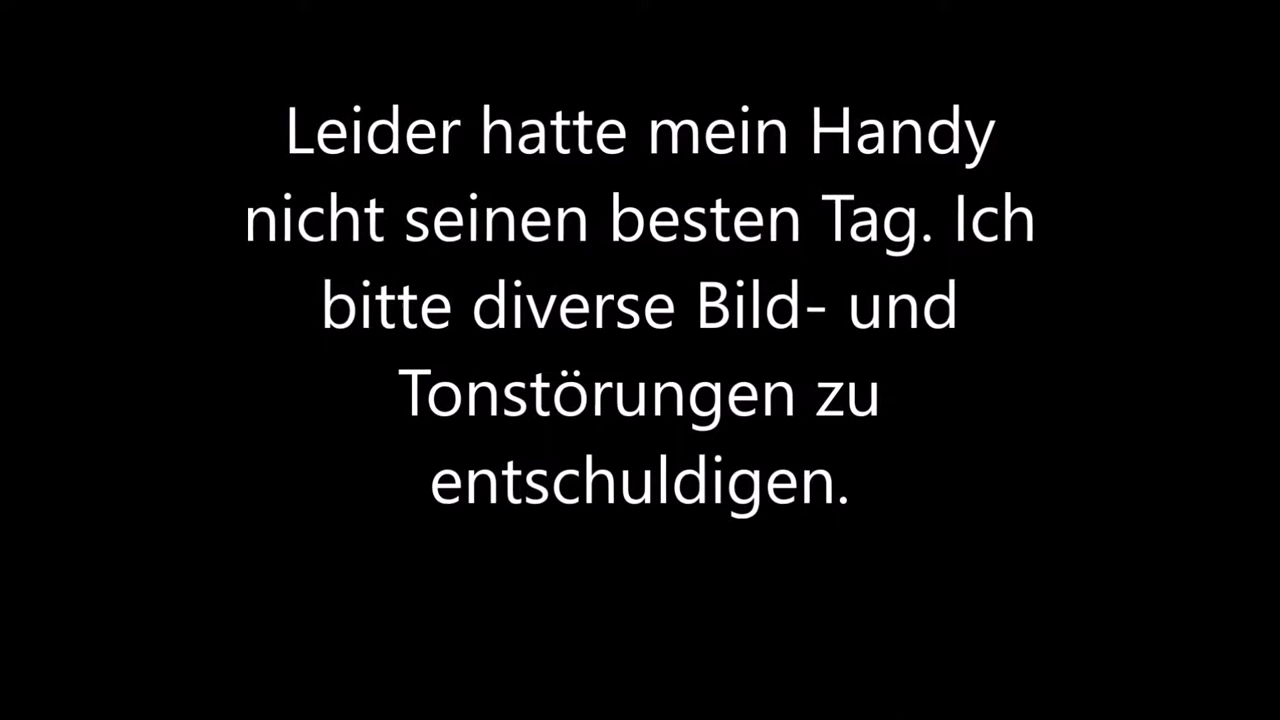 Leider hatte mein Handy
nicht seinen besten Tag. Ich
bitte diverse Bild- und
Tonstörungen zu
entschuldigen.